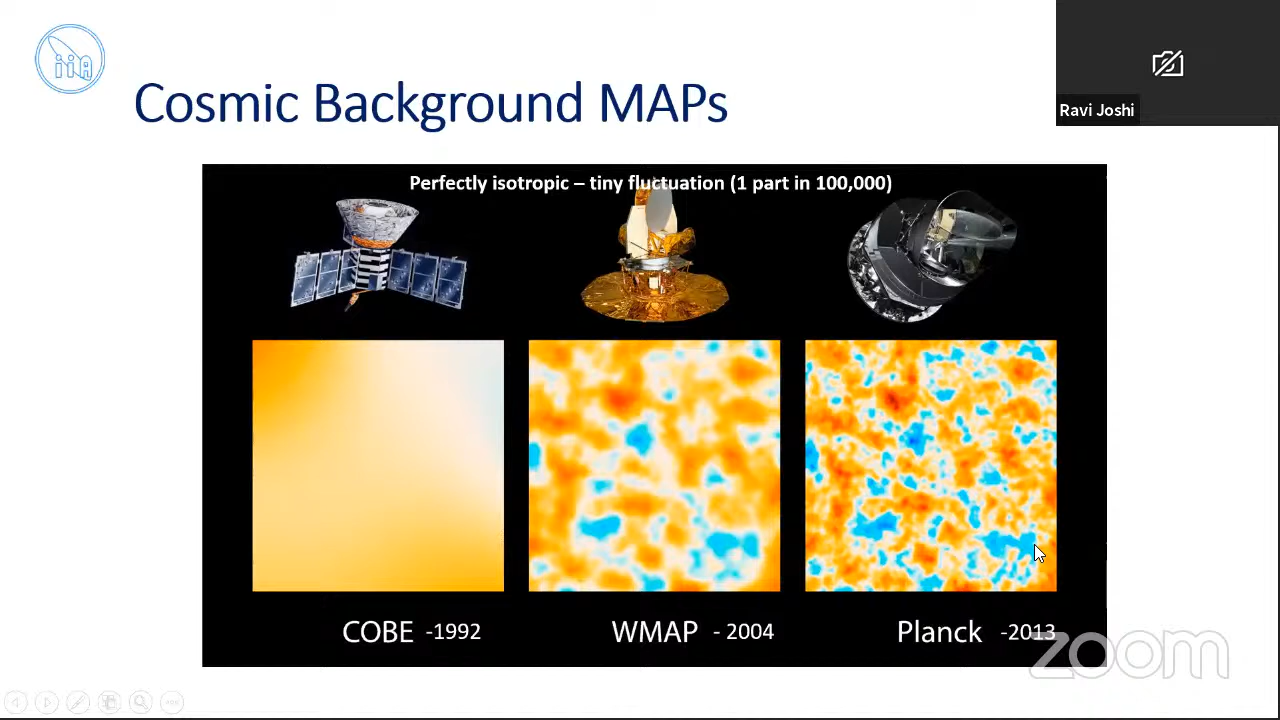 iiA
Cosmic Background MAPs
Ravi Joshi
Perfectly isotropic – tiny fluctuation (1 part in 100,000)
COBE -1992
WMAP - 2004
Planck -2013
zoom